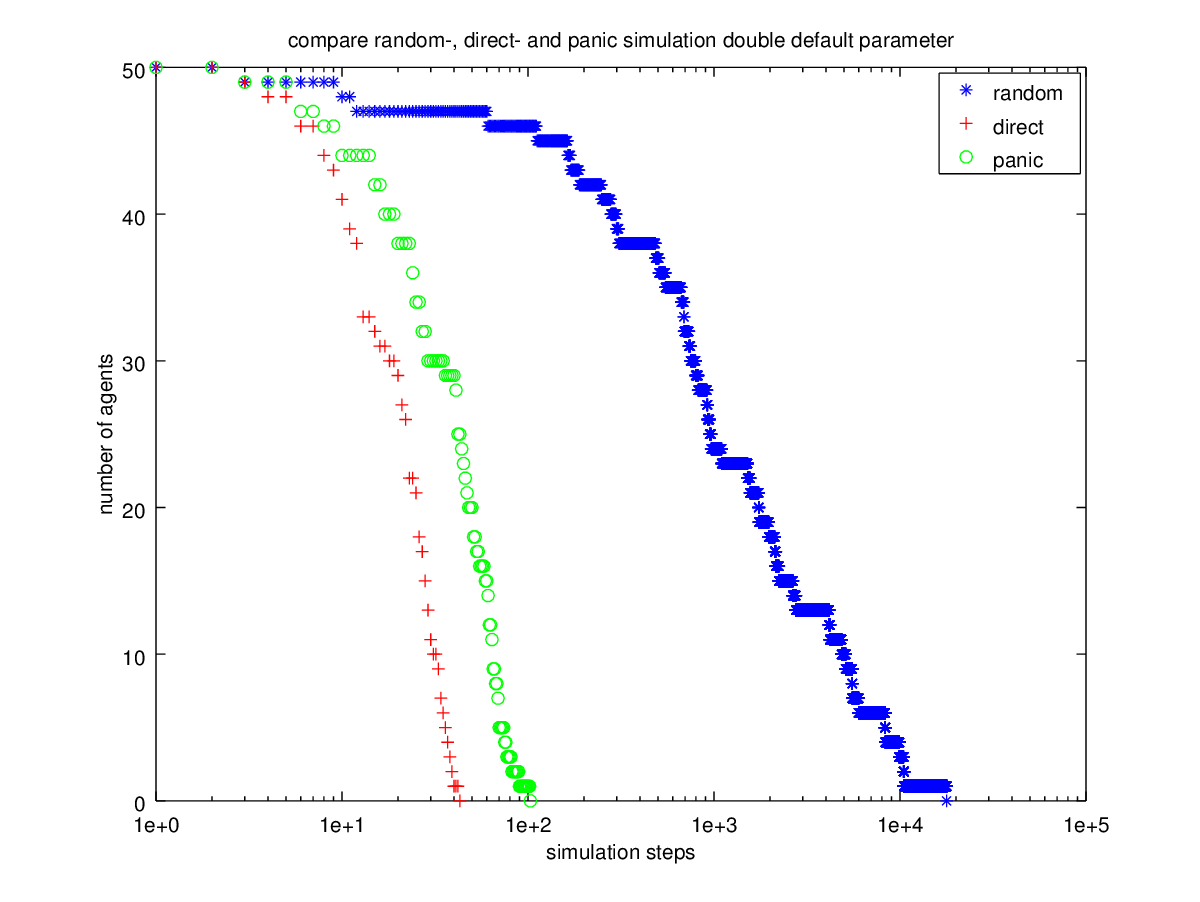 compare random-, direct- and panic simulation double default parameter
random
direct
panic
50
40
30
20
10
0
number of agents
1e+0 1e+1 1e+2 1e+3 1e+4 1e+5
simulation steps